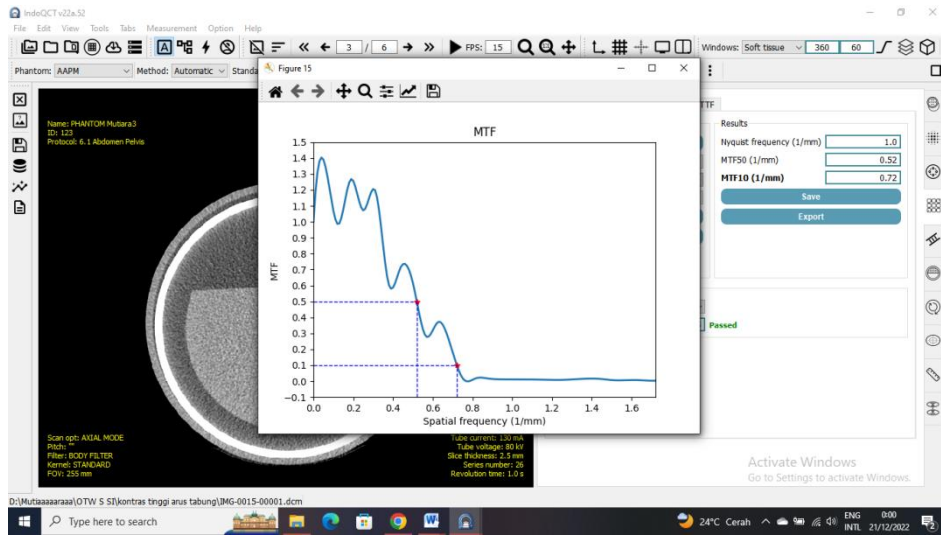 IndoQCT v22a.52
File Edit View Tools Tabs Measurement Option Help
3 / 6 FPS: 15 Windows: Soft tissue 360 60
Phantom: AAPM Method: Automatic Standa
Figure 15
TTF
Name: PHANTOM Mutiara3
ID: 123
Protocol: 6.1 Abdomen Pelvis
MTF
1.5
1.4
1.3
1.2
1.1
1.0
0.9
0.8
0.7
0.6
0.5
0.4
0.3
0.2
0.1
0.0
-0.1
MTF
0.0 0.2 0.4 0.6 0.8 1.0 1.2 1.4 1.6
Spatial frequency (1/mm)
Results
Nyquist frequency (1/mm) 1.0
MTF50 (1/mm) 0.52
MTF10 (1/mm) 0.72
Save
Export
Passed
Scan opt: AXIAL MODE
Pitch: ""
Filter: BODY FILTER
Kernel: STANDARD
FOV: 255 mm
Tube current: 130 mA
Tube voltage: 80 kV
Slice thickness: 2.5 mm
Series number: 26
Revolution time: 1.0 s
Activate Windows
Go to Settings to activate Windows.
Type here to search
24°C Cerah
ENG
INTL
0:00
21/12/2022